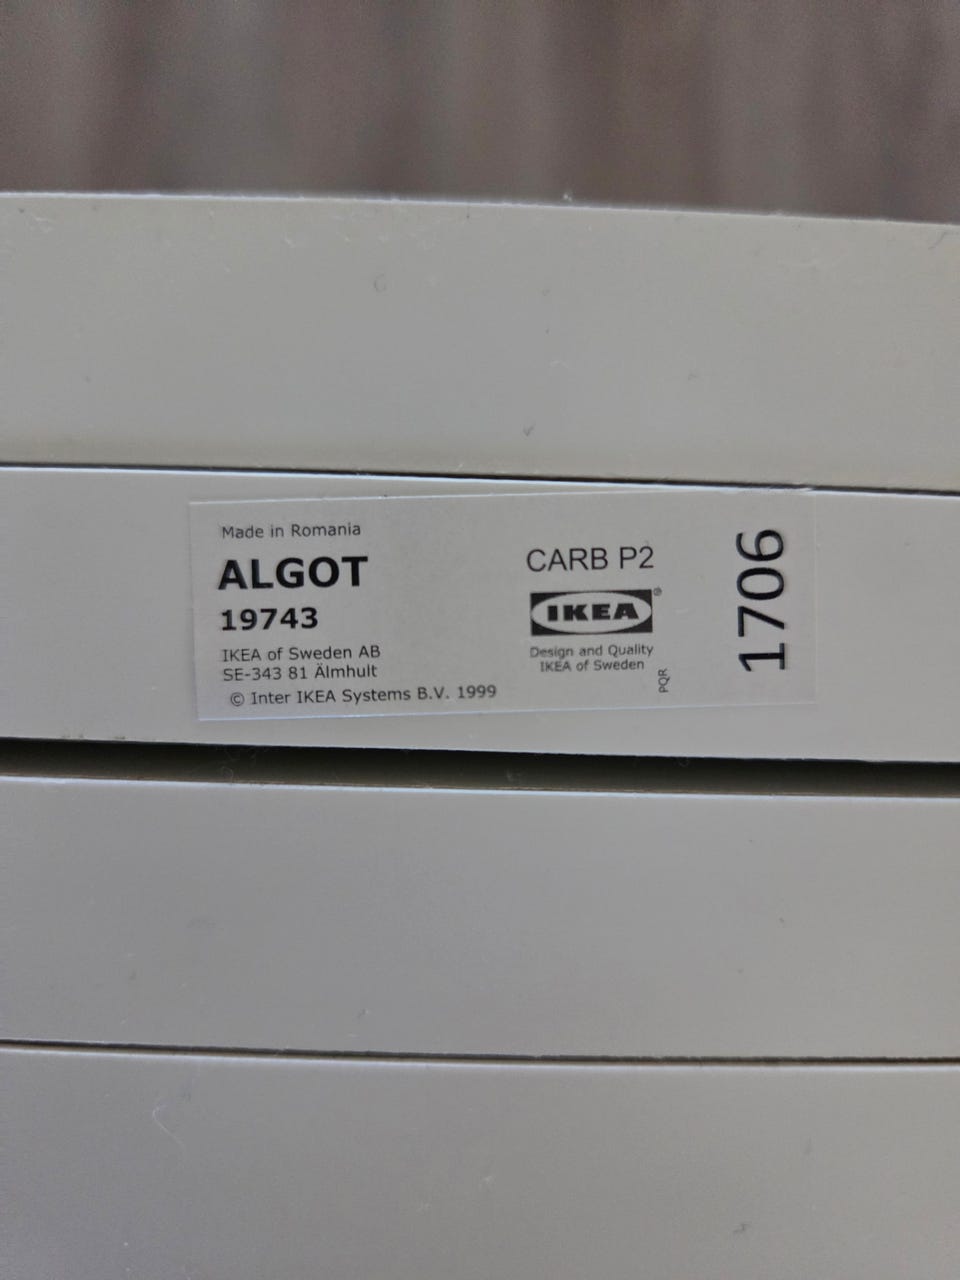 Made in Romania
ALGOT
19743
IKEA of Sweden AB
SE-343 81 Älmhult
© Inter IKEA Systems B.V. 1999
CARB P2
IKEA®
Design and Quality
IKEA of Sweden
PQR
1706